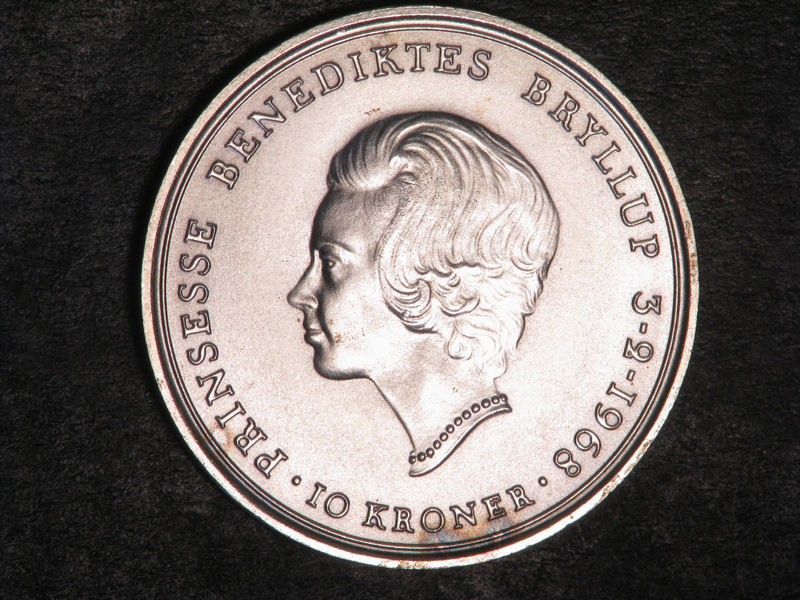 PRINSESSE BENEDIKTES BRYLLUP 3-2-1968
· 10 KRONER ·